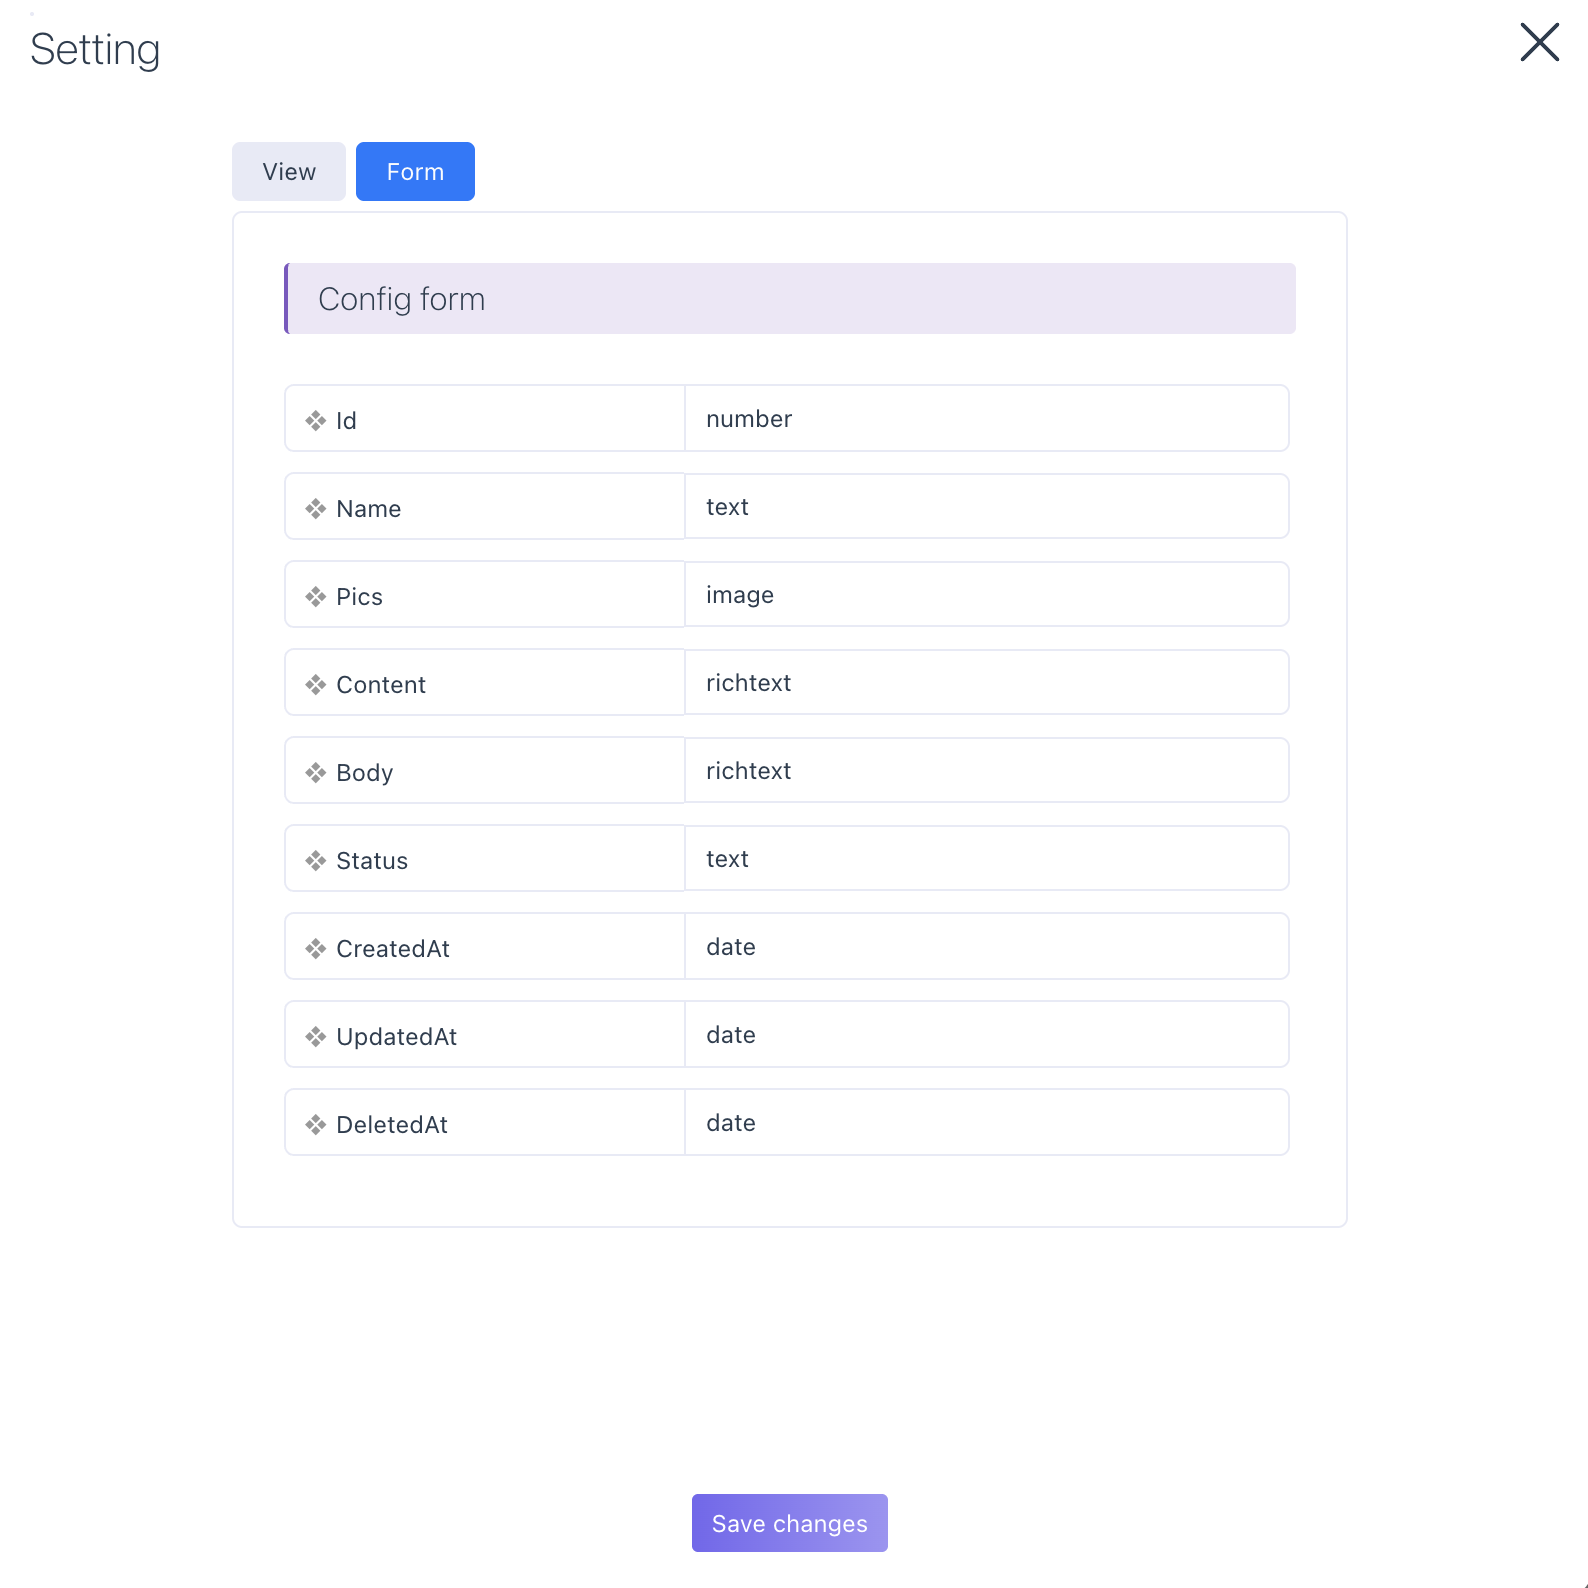 Setting
View Form
Config form
Id number
Name text
Pics image
Content richtext
Body richtext
Status text
CreatedAt date
UpdatedAt date
DeletedAt date
Save changes